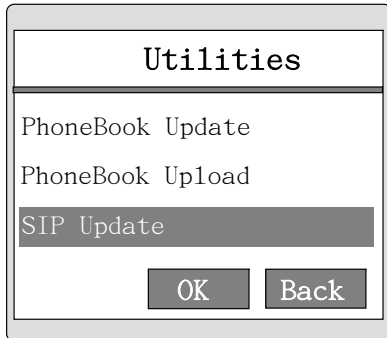 Utilities
PhoneBook Update
PhoneBook Upload
SIP Update
OK Back